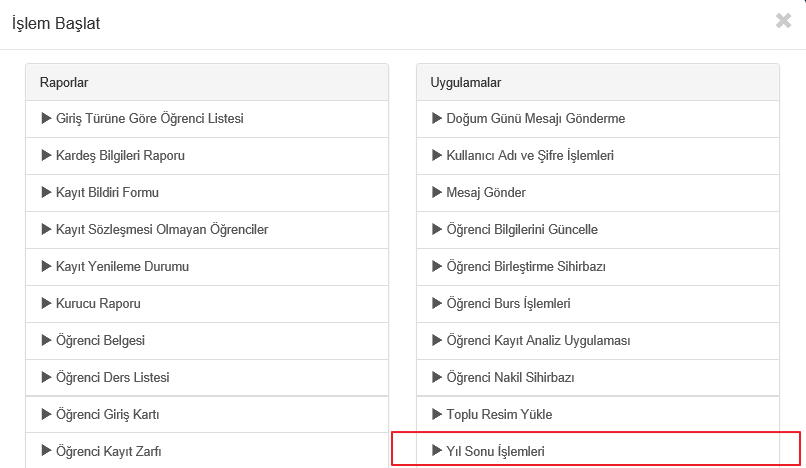 İşlem Başlat
Raporlar
Giriş Türüne Göre Öğrenci Listesi
Kardeş Bilgileri Raporu
Kayıt Bildiri Formu
Kayıt Sözleşmesi Olmayan Öğrenciler
Kayıt Yenileme Durumu
Kurucu Raporu
Öğrenci Belgesi
Öğrenci Ders Listesi
Öğrenci Giriş Kartı
Öğrenci Kayıt Zarfı
Uygulamalar
Doğum Günü Mesajı Gönderme
Kullanıcı Adı ve Şifre İşlemleri
Mesaj Gönder
Öğrenci Bilgilerini Güncelle
Öğrenci Birleştirme Sihirbazı
Öğrenci Burs İşlemleri
Öğrenci Kayıt Analiz Uygulaması
Öğrenci Nakil Sihirbazı
Toplu Resim Yükle
Yıl Sonu İşlemleri